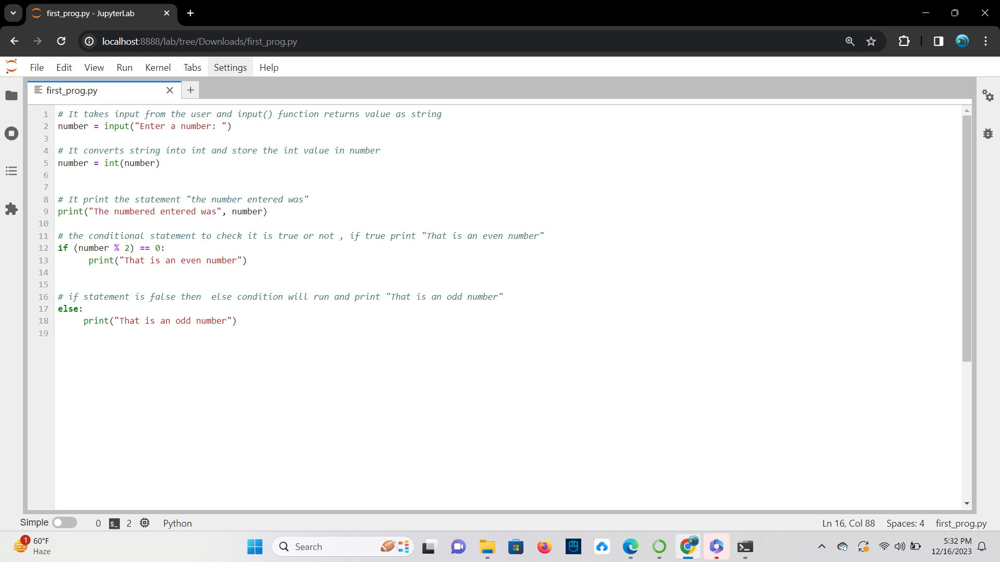 first_prog.py - JupyterLab
localhost:8888/lab/tree/Downloads/first_prog.py
File Edit View Run Kernel Tabs Settings Help
first_prog.py
1 # It takes input from the user and input() function returns value as string
2 number = input("Enter a number: ")
3
4 # It converts string into int and store the int value in number
5 number = int(number)
6
7
8 # It print the statement "the number entered was"
9 print("The numbered entered was", number)
10
11 # the conditional statement to check it is true or not , if true print "That is an even number"
12 if (number % 2) == 0:
13       print("That is an even number")
14
15
16 # if statement is false then  else condition will run and print "That is an odd number"
17 else:
18      print("That is an odd number")
19
Simple 0 $_ 2 Python Ln 16, Col 88 Spaces: 4 first_prog.py
1 60°F
Haze
Search
5:32 PM
12/16/2023